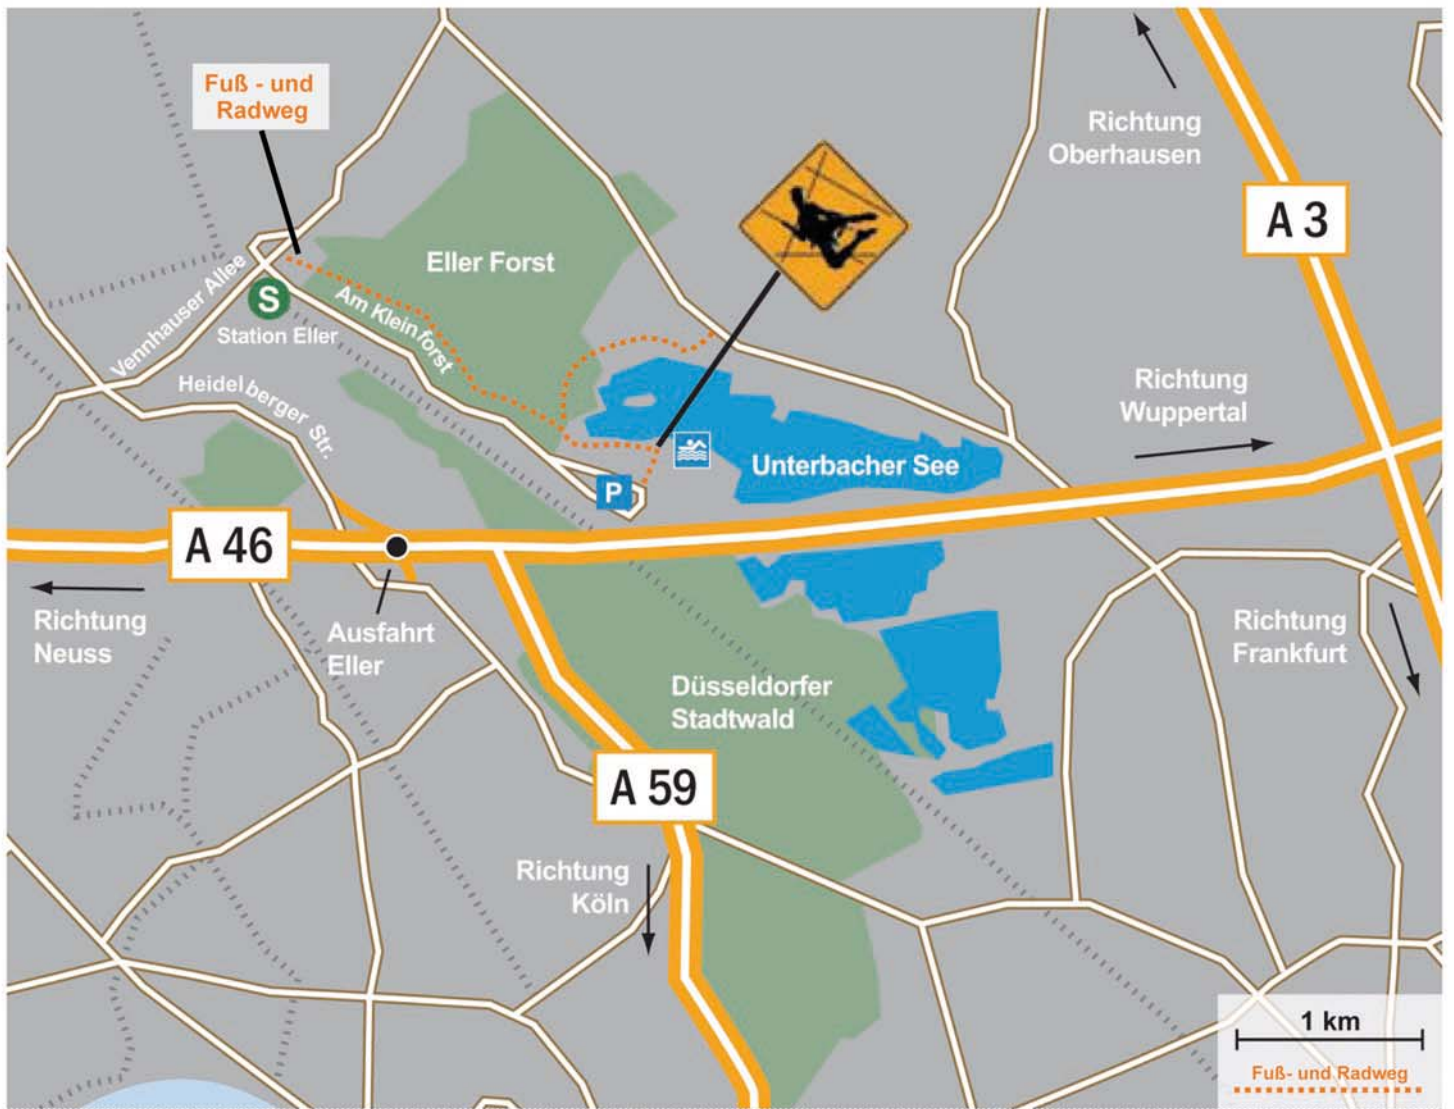 Fuß - und
Radweg
Richtung
Oberhausen
A 3
Eller Forst
Vennhauser Allee
S
Station Eller
Am Kleinforst
Heidelberger Str.
Richtung
Wuppertal
Unterbacher See
P
A 46
Richtung
Neuss
Ausfahrt
Eller
Richtung
Frankfurt
Düsseldorfer
Stadtwald
A 59
Richtung
Köln
1 km
Fuß- und Radweg